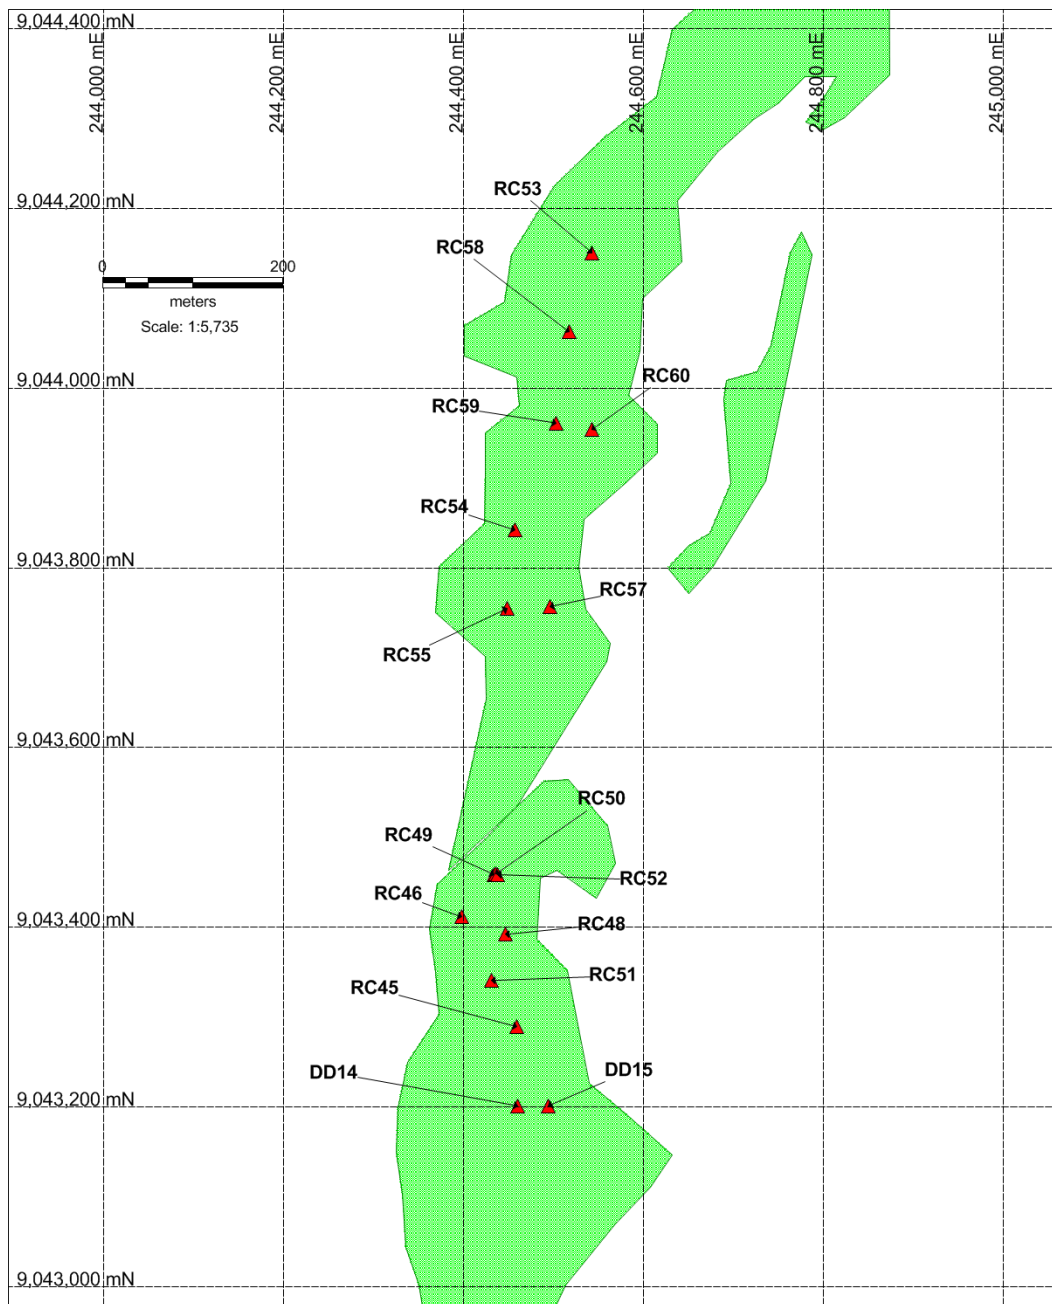 9,044,400 mN
244,000 mE
244,200 mE
244,400 mE
244,600 mE
244,800 mE
245,000 mE
RC53
9,044,200 mN
RC58
0 200
meters
Scale: 1:5,735
9,044,000 mN
RC60
RC59
RC54
9,043,800 mN
RC57
RC55
9,043,600 mN
RC50
RC49
RC52
RC46
9,043,400 mN
RC48
RC51
RC45
DD14
DD15
9,043,200 mN
9,043,000 mN